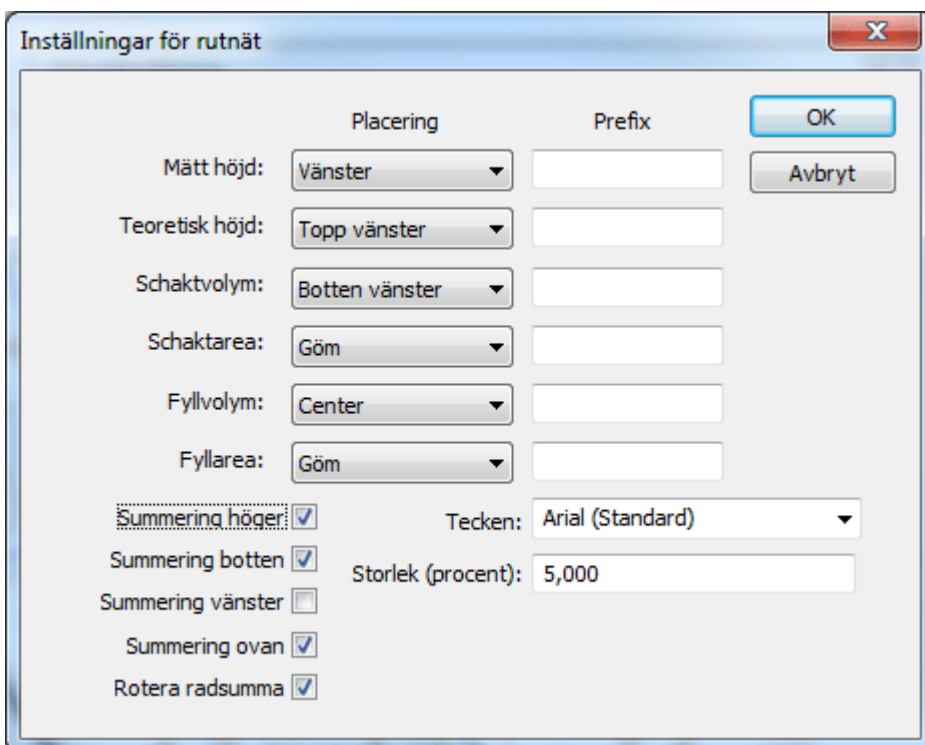 Inställningar för rutnät
Placering Prefix OK
Mätt höjd: Vänster Avbryt
Teoretisk höjd: Topp vänster
Schaktvolym: Botten vänster
Schaktarea: Göm
Fyllvolym: Center
Fyllarea: Göm
Summering höger Tecken: Arial (Standard)
Summering botten Storlek (procent): 5,000
Summering vänster
Summering ovan
Rotera radsumma